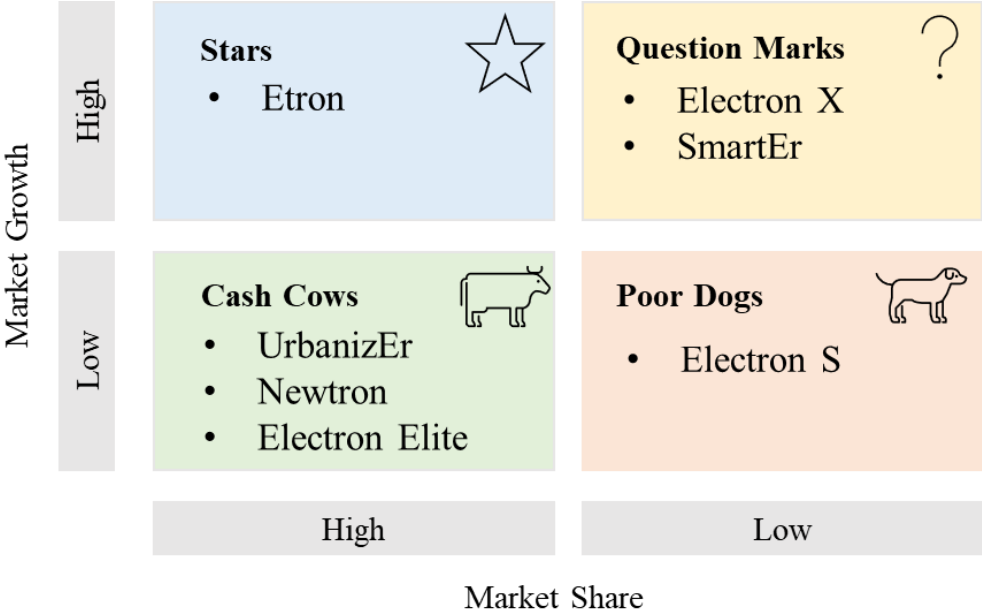 Market Growth
High
Stars
• Etron
Question Marks
?
• Electron X
• SmartEr
Low
Cash Cows
• UrbanizEr
• Newtron
• Electron Elite
Poor Dogs
• Electron S
High
Low
Market Share